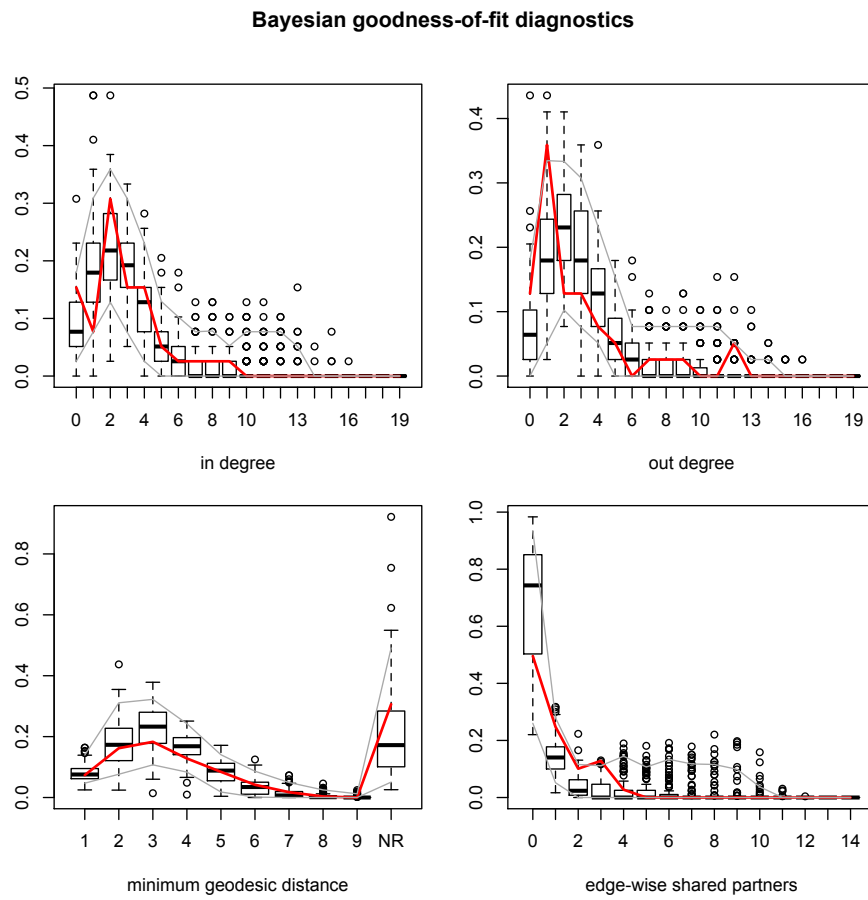 Bayesian goodness-of-fit diagnostics
0.0 0.1 0.2 0.3 0.4 0.5
0 2 4 6 8 10 13 16 19
in degree
0.0 0.1 0.2 0.3 0.4
0 2 4 6 8 10 13 16 19
out degree
0.0 0.2 0.4 0.6 0.8
1 2 3 4 5 6 7 8 9 NR
minimum geodesic distance
0.0 0.2 0.4 0.6 0.8 1.0
0 2 4 6 8 10 12 14
edge-wise shared partners